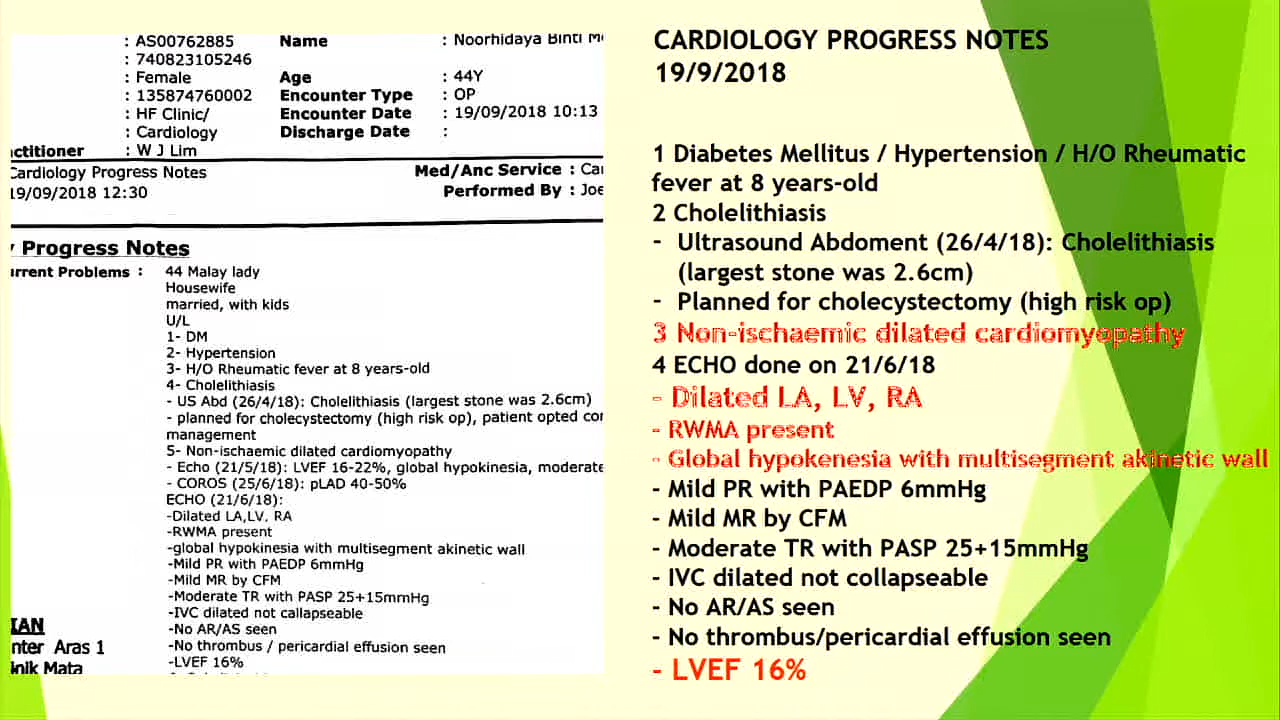 : AS00762885 Name : Noorhidaya Binti
: 740823105246
: Female Age : 44Y
: 135874760002 Encounter Type : OP
: HF Clinic/ Encounter Date : 19/09/2018 10:13
: Cardiology Discharge Date :
actitioner : W J Lim
Cardiology Progress Notes Med/Anc Service : Car
19/09/2018 12:30 Performed By : Joe
y Progress Notes
urrent Problems : 44 Malay lady
Housewife
married, with kids
U/L
1- DM
2- Hypertension
3- H/O Rheumatic fever at 8 years-old
4- Cholelithiasis
- US Abd (26/4/18): Cholelithiasis (largest stone was 2.6cm)
- planned for cholecystectomy (high risk op), patient opted cor
management
5- Non-ischaemic dilated cardiomyopathy
- Echo (21/5/18): LVEF 16-22%, global hypokinesia, moderate
- COROS (25/6/18): pLAD 40-50%
ECHO (21/6/18):
-Dilated LA,LV. RA
-RWMA present
-global hypokinesia with multisegment akinetic wall
-Mild PR with PAEDP 6mmHg
-Mild MR by CFM
-Moderate TR with PASP 25+15mmHg
-IVC dilated not collapseable
-No AR/AS seen
-No thrombus / pericardial effusion seen
-LVEF 16%
IAN
nter Aras 1
inik Mata
CARDIOLOGY PROGRESS NOTES
19/9/2018
1 Diabetes Mellitus / Hypertension / H/O Rheumatic
fever at 8 years-old
2 Cholelithiasis
- Ultrasound Abdoment (26/4/18): Cholelithiasis
(largest stone was 2.6cm)
- Planned for cholecystectomy (high risk op)
3 Non-ischaemic dilated cardiomyopathy
4 ECHO done on 21/6/18
- Dilated LA, LV, RA
- RWMA present
- Global hypokenesia with multisegment akinetic wall
- Mild PR with PAEDP 6mmHg
- Mild MR by CFM
- Moderate TR with PASP 25+15mmHg
- IVC dilated not collapseable
- No AR/AS seen
- No thrombus/pericardial effusion seen
- LVEF 16%